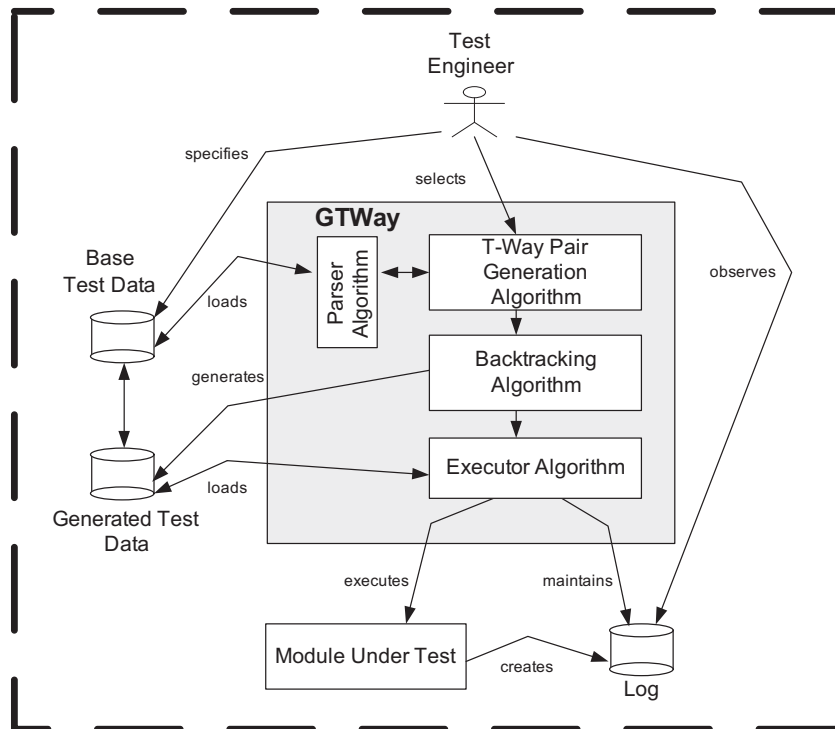 Test
Engineer
specifies
selects
GTWay
Base
Test Data
loads
Parser
Algorithm
T-Way Pair
Generation
Algorithm
observes
generates
Backtracking
Algorithm
loads
Executor Algorithm
Generated Test
Data
executes
maintains
Module Under Test
creates
Log